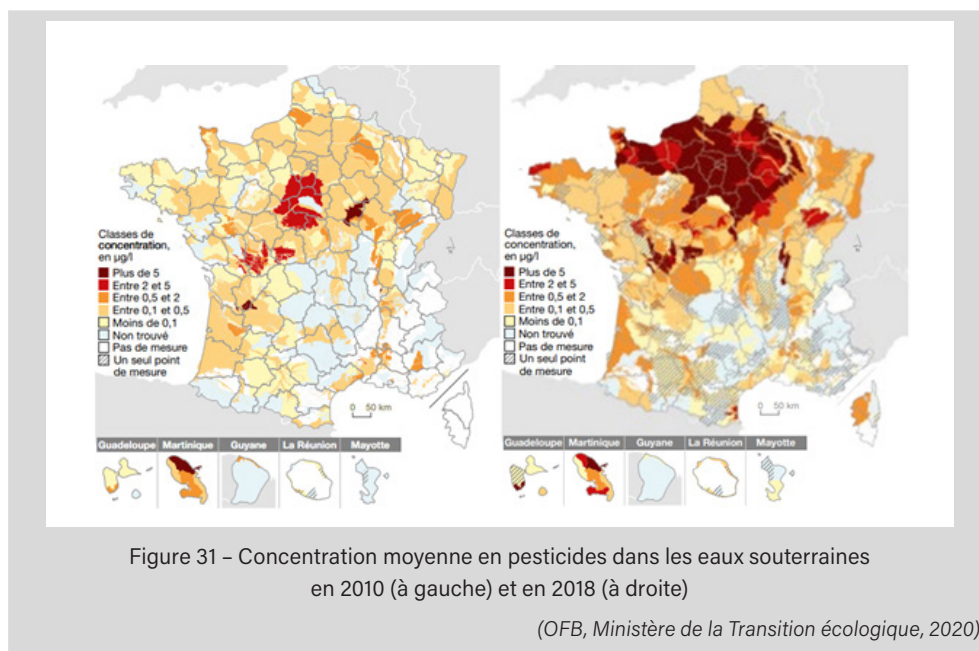 Classes de
concentration,
en µg/l
Plus de 5
Entre 2 et 5
Entre 0,5 et 2
Entre 0,1 et 0,5
Moins de 0,1
Non trouvé
Pas de mesure
Un seul point
de mesure
0 50 km
Guadeloupe Martinique Guyane La Réunion Mayotte
Classes de
concentration,
en µg/l
Plus de 5
Entre 2 et 5
Entre 0,5 et 2
Entre 0,1 et 0,5
Moins de 0,1
Non trouvé
Pas de mesure
Un seul point
de mesure
0 50 km
Guadeloupe Martinique Guyane La Réunion Mayotte
Figure 31 – Concentration moyenne en pesticides dans les eaux souterraines
en 2010 (à gauche) et en 2018 (à droite)
(OFB, Ministère de la Transition écologique, 2020)